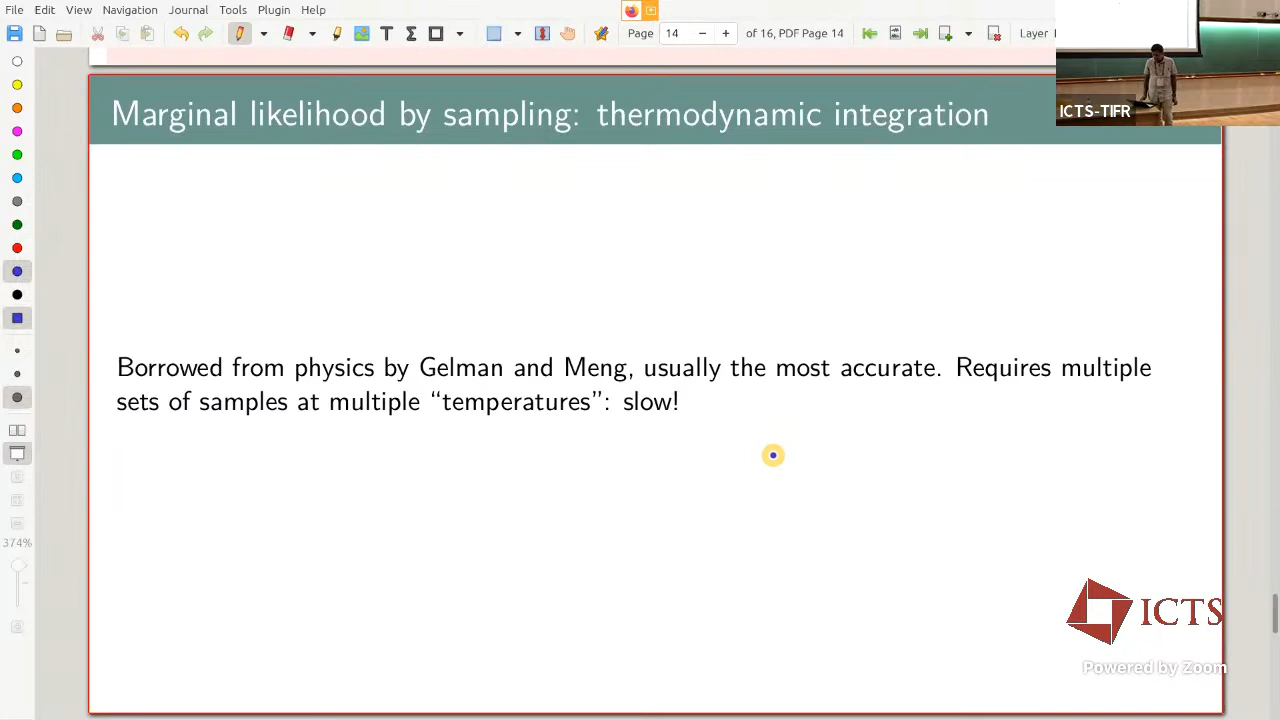 File Edit View Navigation Journal Tools Plugin Help
Page 14 of 16, PDF Page 14 Layer
ICTS-TIFR
Marginal likelihood by sampling: thermodynamic integration
Borrowed from physics by Gelman and Meng, usually the most accurate. Requires multiple
sets of samples at multiple “temperatures”: slow!
374%
ICTS
Powered by Zoom